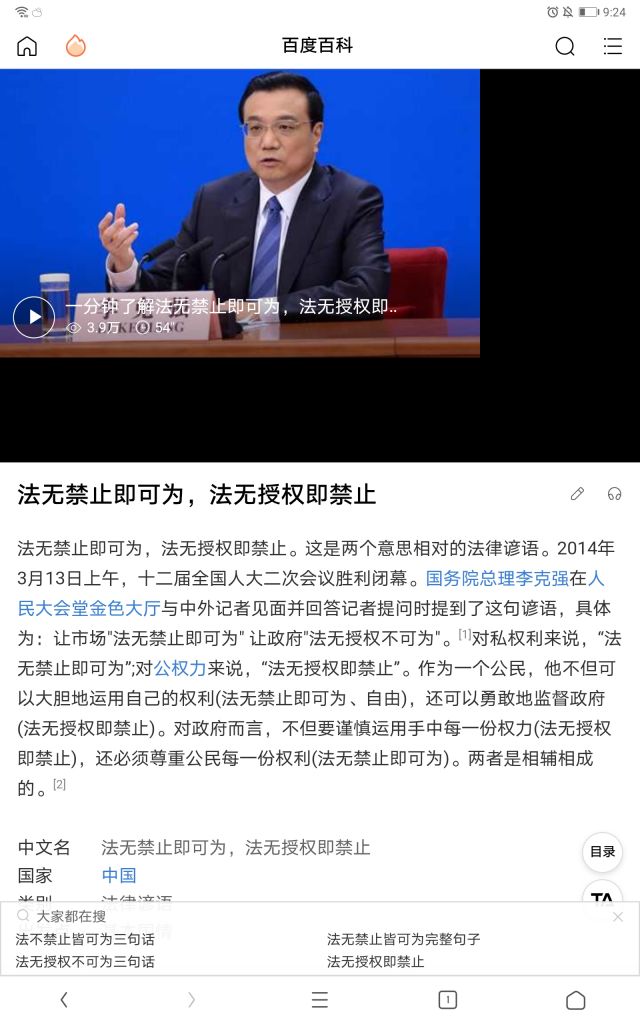 9:24
百度百科
一分钟了解法无禁止即可为，法无授权即..
3.9万 54"
法无禁止即可为，法无授权即禁止
法无禁止即可为，法无授权即禁止。这是两个意思相对的法律谚语。2014年
3月13日上午，十二届全国人大二次会议胜利闭幕。国务院总理李克强在人
民大会堂金色大厅与中外记者见面并回答记者提问时提到了这句谚语，具体
为：让市场"法无禁止即可为" 让政府"法无授权不可为"。[1]对私权利来说，“法
无禁止即可为”;对公权力来说，“法无授权即禁止”。作为一个公民，他不但可
以大胆地运用自己的权利(法无禁止即可为、自由)，还可以勇敢地监督政府
(法无授权即禁止)。对政府而言，不但要谨慎运用手中每一份权力(法无授权
即禁止)，还必须尊重公民每一份权利(法无禁止即可为)。两者是相辅相成
的。[2]
中文名 法无禁止即可为，法无授权即禁止
目录
国家 中国
类别 法律谚语
TA
大家都在搜
法不禁止皆可为三句话 法无禁止皆可为完整句子
法无授权不可为三句话 法无授权即禁止
1